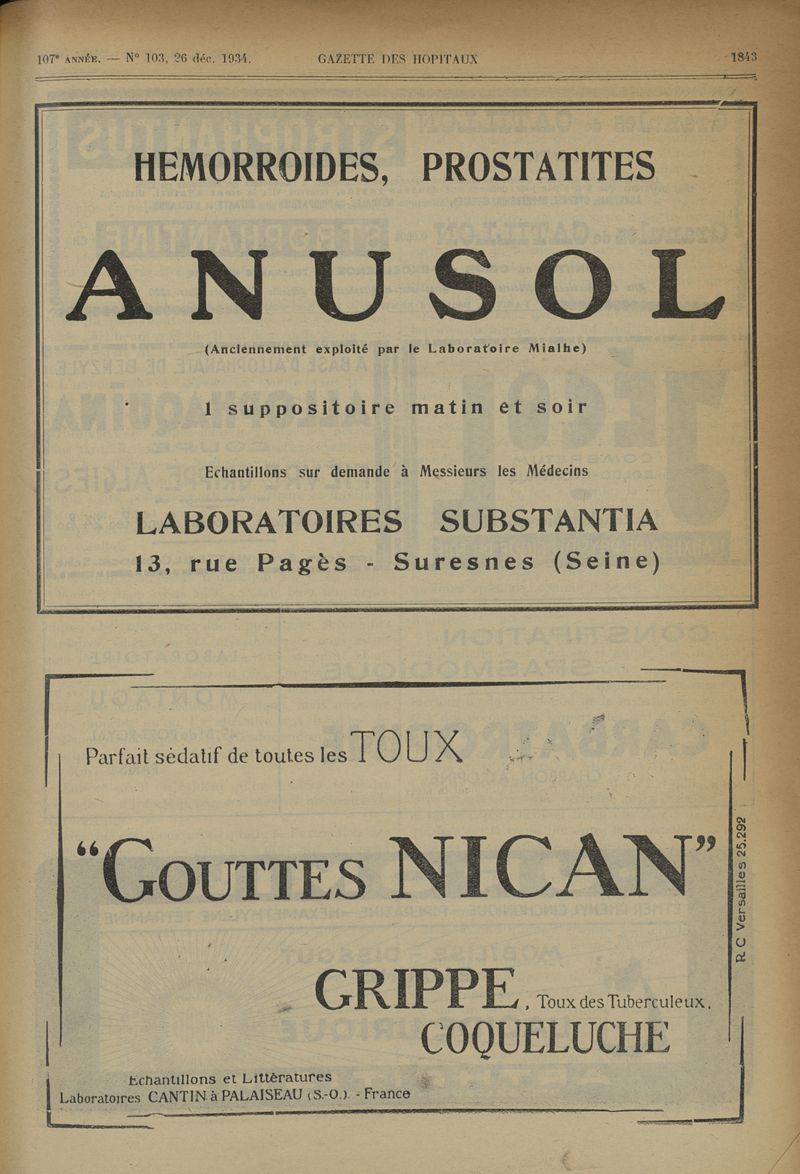 107e ANNÉE. — No 103, 26 déc. 1934. GAZETTE DES HOPITAUX 1843
HEMORROIDES, PROSTATITES
ANUSOL
(Anciennement exploité par le Laboratoire Mialhe)
1 suppositoire matin et soir
Echantillons sur demande à Messieurs les Médecins
LABORATOIRES SUBSTANTIA
13, rue Pagès - Suresnes (Seine)
Parfait sédatif de toutes les TOUX
"GOUTTES NICAN"
GRIPPE, Toux des Tuberculeux,
COQUELUCHE
R C Versailles 25.292
Echantillons et Littératures
Laboratoires CANTIN à PALAISEAU (S.-O.). - France